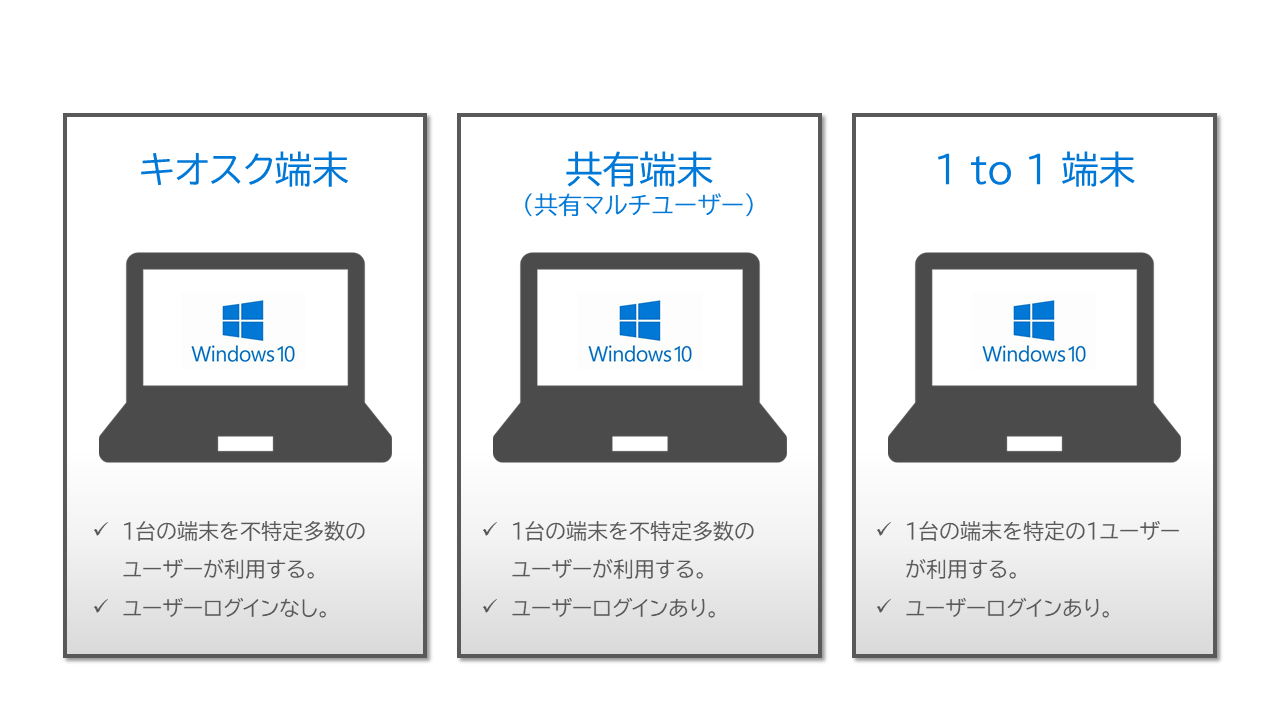 キオスク端末
Windows 10
✓ 1台の端末を不特定多数の
ユーザーが利用する。
✓ ユーザーログインなし。
共有端末
（共有マルチユーザー）
Windows 10
✓ 1台の端末を不特定多数の
ユーザーが利用する。
✓ ユーザーログインあり。
1 to 1 端末
Windows 10
✓ 1台の端末を特定の1ユーザー
が利用する。
✓ ユーザーログインあり。